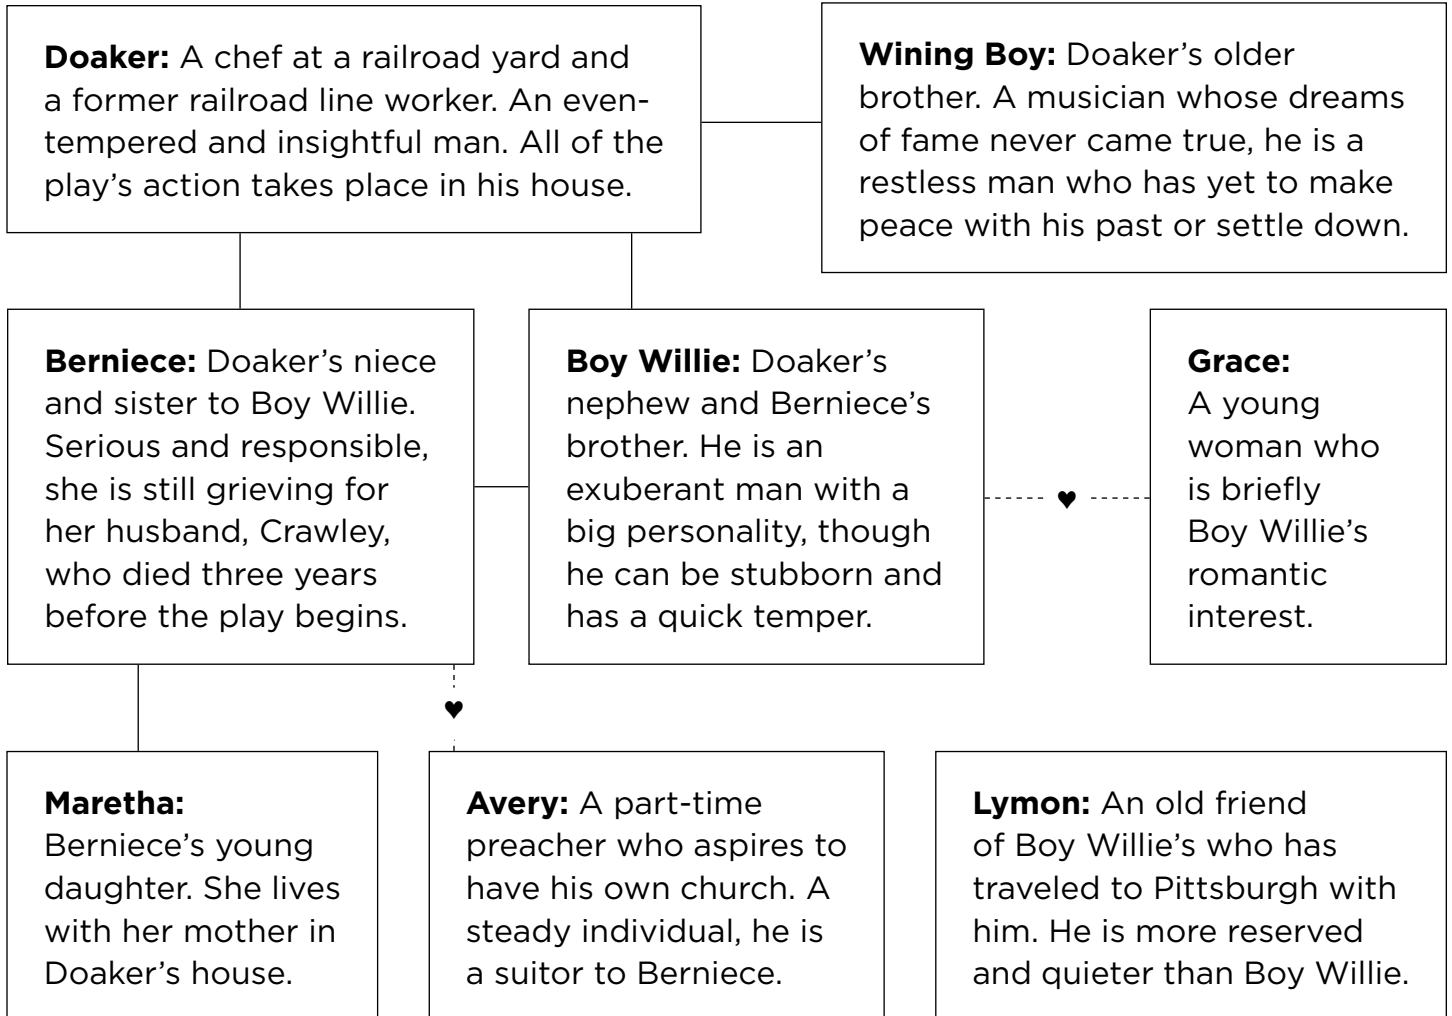 Doaker: A chef at a railroad yard and
a former railroad line worker. An even-
tempered and insightful man. All of the
play’s action takes place in his house.
Wining Boy: Doaker’s older
brother. A musician whose dreams
of fame never came true, he is a
restless man who has yet to make
peace with his past or settle down.
Berniece: Doaker’s niece
and sister to Boy Willie.
Serious and responsible,
she is still grieving for
her husband, Crawley,
who died three years
before the play begins.
Boy Willie: Doaker’s
nephew and Berniece’s
brother. He is an
exuberant man with a
big personality, though
he can be stubborn and
has a quick temper.
Grace:
A young
woman who
is briefly
Boy Willie’s
romantic
interest.
Maretha:
Berniece’s young
daughter. She lives
with her mother in
Doaker’s house.
Avery: A part-time
preacher who aspires to
have his own church. A
steady individual, he is
a suitor to Berniece.
Lymon: An old friend
of Boy Willie’s who has
traveled to Pittsburgh with
him. He is more reserved
and quieter than Boy Willie.